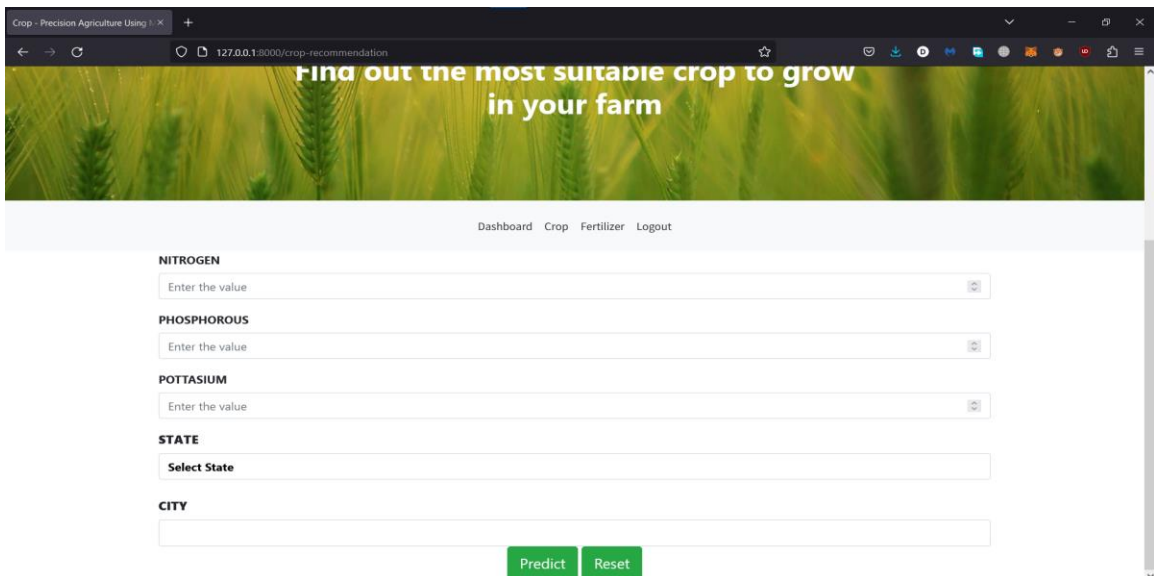 Crop - Precision Agriculture Using
127.0.0.1:8000/crop-recommendation
Find out the most suitable crop to grow
in your farm
Dashboard Crop Fertilizer Logout
NITROGEN
Enter the value
PHOSPHOROUS
Enter the value
POTTASIUM
Enter the value
STATE
Select State
CITY
Predict Reset